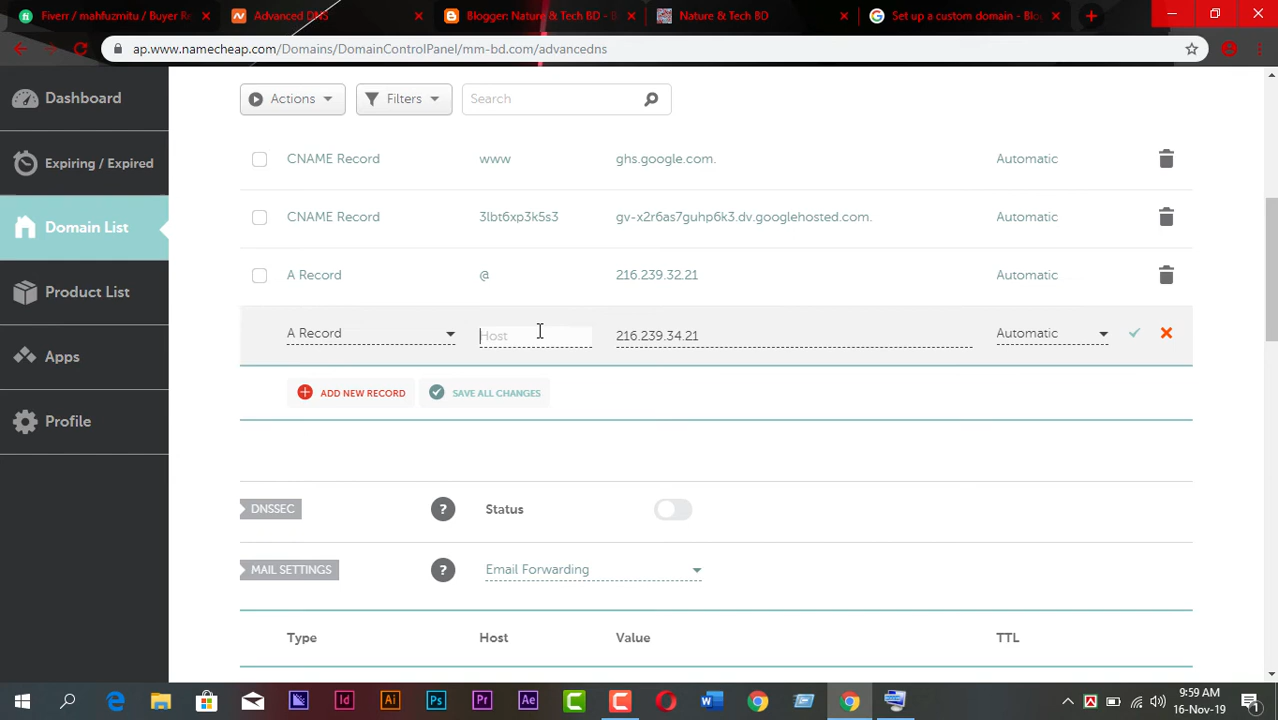 Fiverr / mahfuzmitu / Buyer Re
Advanced DNS
Blogger: Nature & Tech BD - B
Nature & Tech BD
Set up a custom domain - Blo
ap.www.namecheap.com/Domains/DomainControlPanel/mm-bd.com/advancedns
Dashboard
Expiring / Expired
Domain List
Product List
Apps
Profile
Actions
Filters
Search
CNAME Record www ghs.google.com. Automatic
CNAME Record 3lbt6xp3k5s3 gv-x2r6as7guhp6k3.dv.googlehosted.com. Automatic
A Record @ 216.239.32.21 Automatic
A Record Host 216.239.34.21 Automatic
ADD NEW RECORD SAVE ALL CHANGES
DNSSEC ? Status
MAIL SETTINGS ? Email Forwarding
Type Host Value TTL
9:59 AM
16-Nov-19